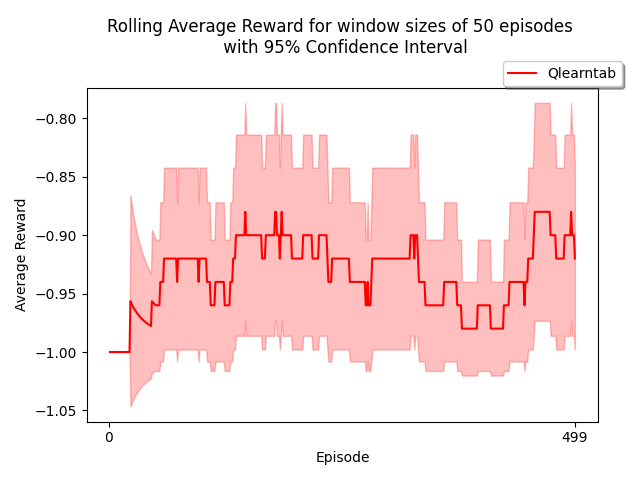 Rolling Average Reward for window sizes of 50 episodes
with 95% Confidence Interval
Qlearntab
−0.80
−0.85
−0.90
−0.95
−1.00
−1.05
Average Reward
0
499
Episode